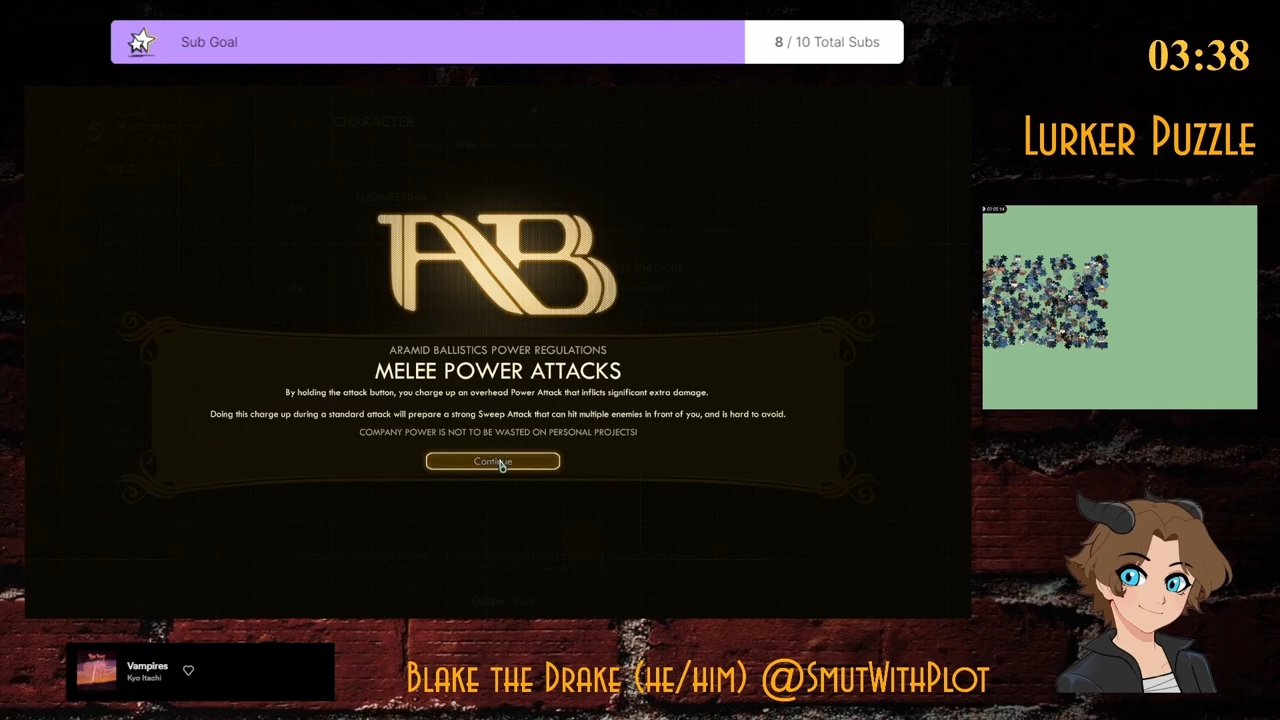 Sub Goal
8 / 10 Total Subs
03:38
Lurker Puzzle
CHARACTER
ENGINEERING
AB
ARAMID BALLISTICS POWER REGULATIONS
MELEE POWER ATTACKS
By holding the attack button, you charge up an overhead Power Attack that inflicts significant extra damage.
Doing this charge up during a standard attack will prepare a strong Sweep Attack that can hit multiple enemies in front of you, and is hard to avoid.
COMPANY POWER IS NOT TO BE WASTED ON PERSONAL PROJECTS!
Continue
Vampires
Kyo Itachi
Blake the Drake (he/him) @SmutWithPlot